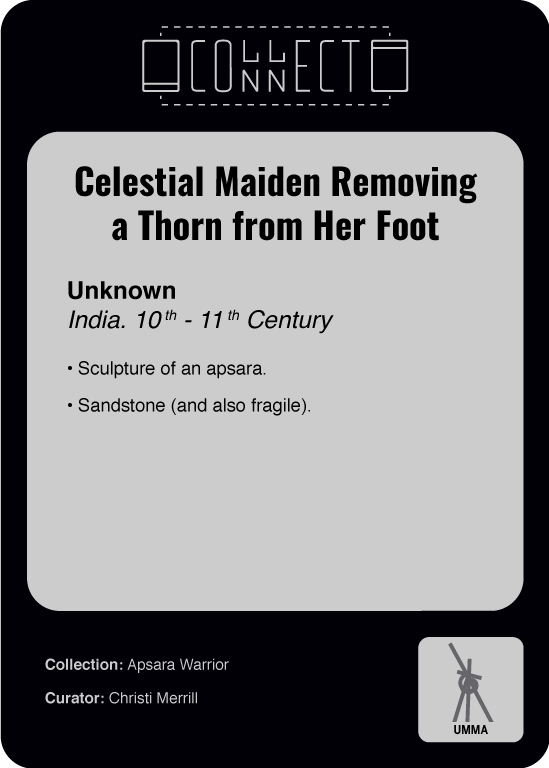 COLLECT
CONNECT
Celestial Maiden Removing
a Thorn from Her Foot
Unknown
India. 10th - 11th Century
• Sculpture of an apsara.
• Sandstone (and also fragile).
Collection: Apsara Warrior
Curator: Christi Merrill
UMMA